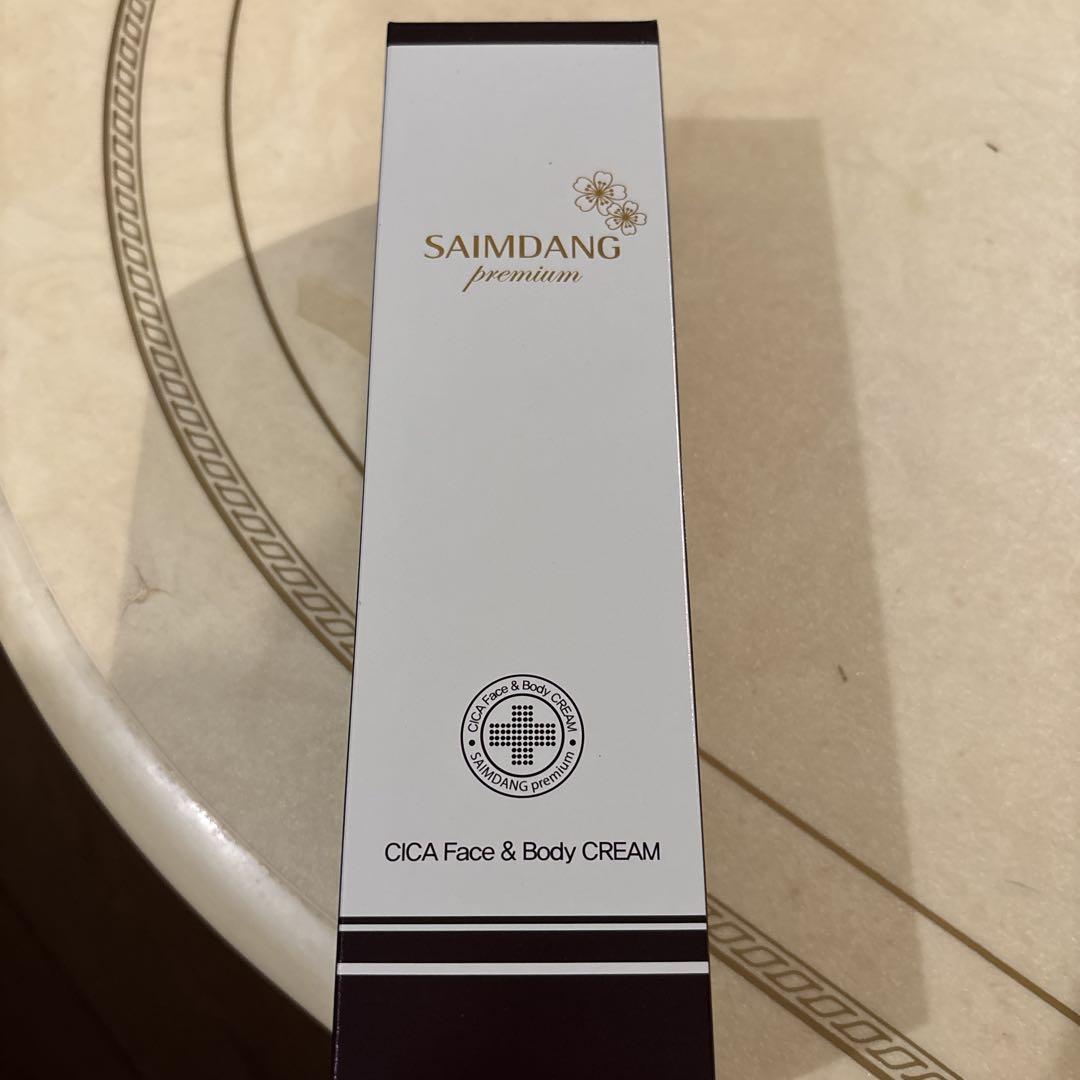 SAIMDANG
premium
CICA Face & Body CREAM
SAIMDANG premium
CICA Face & Body CREAM